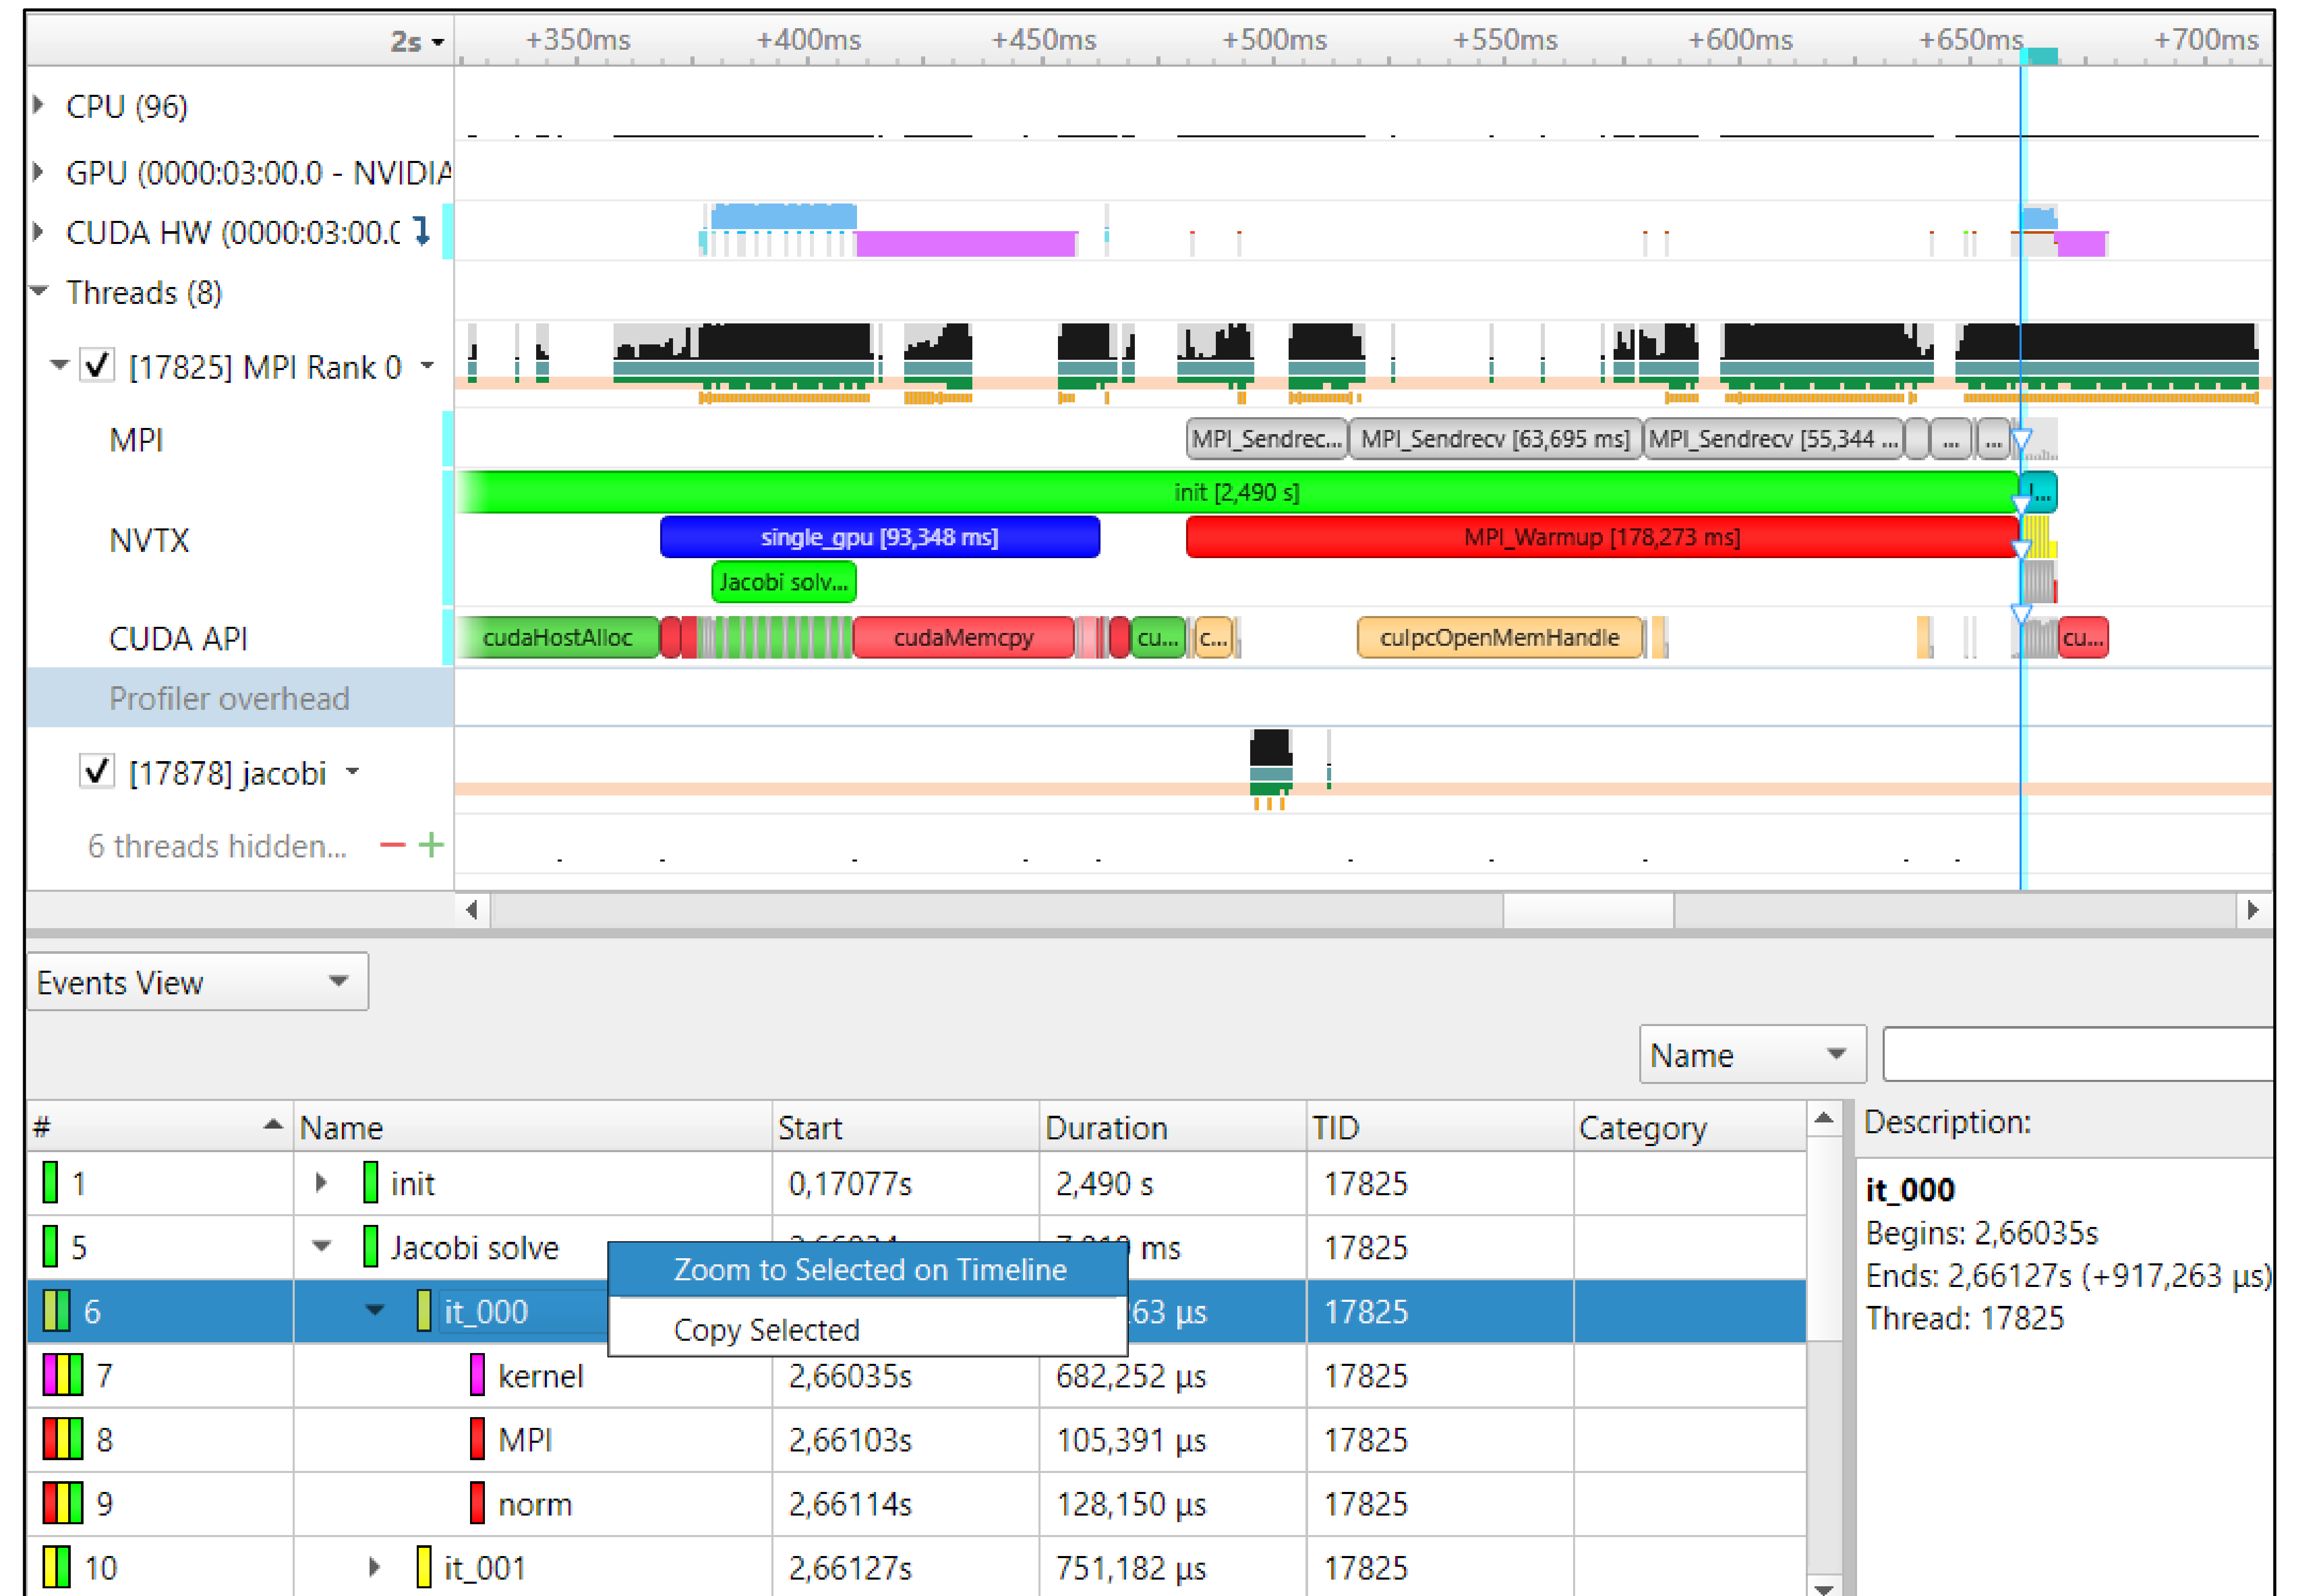 2s +350ms +400ms +450ms +500ms +550ms +600ms +650ms +700ms
CPU (96)
GPU (0000:03:00.0 - NVIDIA
CUDA HW (0000:03:00.0
Threads (8)
[17825] MPI Rank 0
MPI MPI_Sendrec... MPI_Sendrecv [63,695 ms] MPI_Sendrecv [55,344 ... ... ...
init [2,490 s] ...
NVTX single_gpu [93,348 ms] MPI_Warmup [178,273 ms]
Jacobi solv...
CUDA API cudaHostAlloc cudaMemcpy cu... c... cuIpcOpenMemHandle cu...
Profiler overhead
[17878] jacobi
6 threads hidden... − +
Events View
Name
# Name Start Duration TID Category Description:
1 init 0,17077s 2,490 s 17825
5 Jacobi solve ms 17825
6 it_000 63 µs 17825
7 kernel 2,66035s 682,252 µs 17825
8 MPI 2,66103s 105,391 µs 17825
9 norm 2,66114s 128,150 µs 17825
10 it_001 2,66127s 751,182 µs 17825
Zoom to Selected on Timeline
Copy Selected
it_000
Begins: 2,66035s
Ends: 2,66127s (+917,263 µs)
Thread: 17825